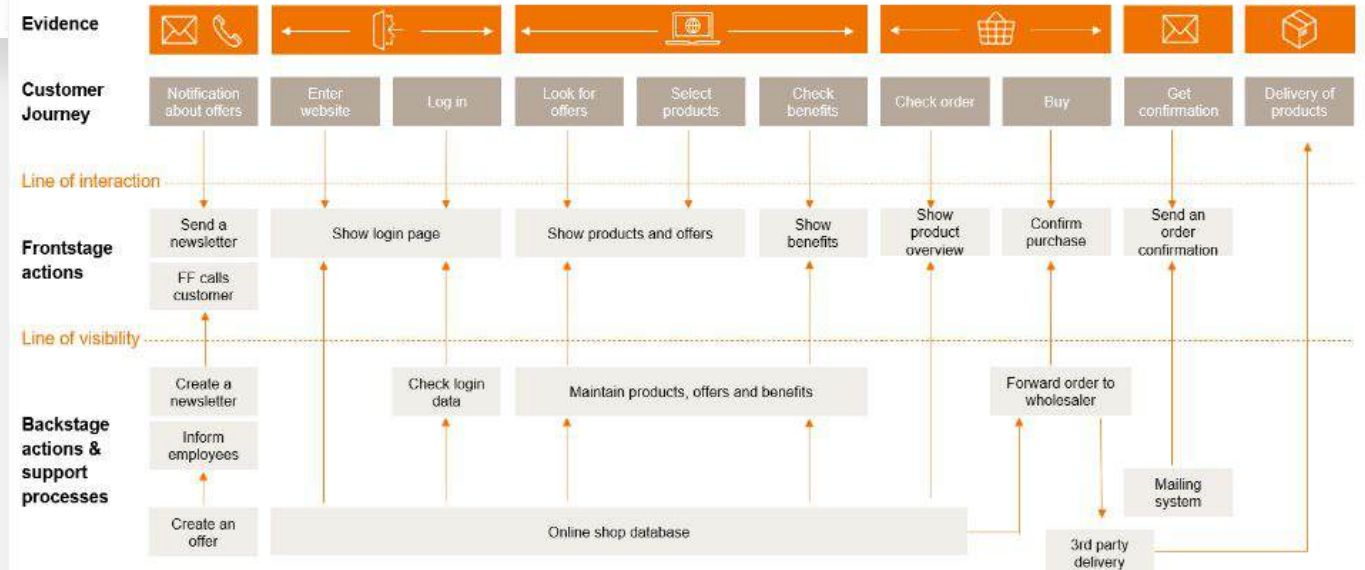 Evidence
Customer
Journey
Notification
about offers
Enter
website
Log in
Look for
offers
Select
products
Check
benefits
Check order
Buy
Get
confirmation
Delivery of
products
Line of interaction
Frontstage
actions
Send a
newsletter
FF calls
customer
Show login page
Show products and offers
Show
benefits
Show
product
overview
Confirm
purchase
Send an
order
confirmation
Line of visibility
Backstage
actions &
support
processes
Create a
newsletter
Inform
employees
Create an
offer
Check login
data
Maintain products, offers and benefits
Forward order to
wholesaler
Mailing
system
Online shop database
3rd party
delivery